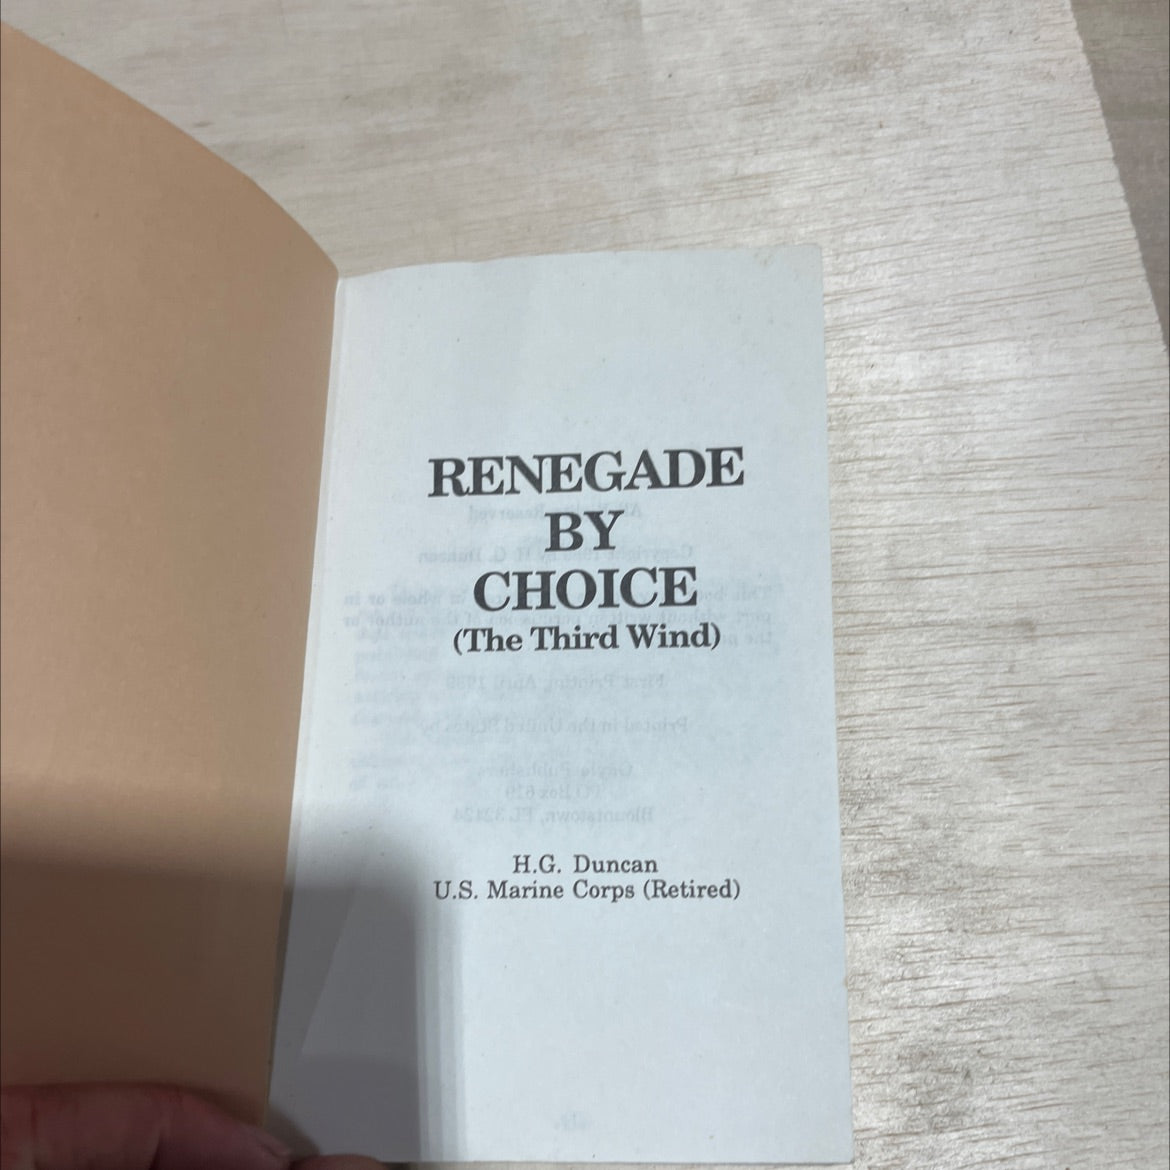 RENEGADE
BY
CHOICE
(The Third Wind)
H.G. Duncan
U.S. Marine Corps (Retired)